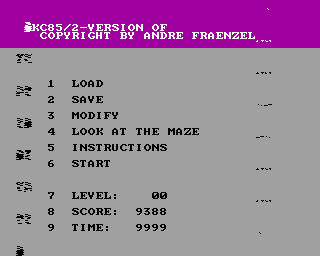 KC85/2-VERSION OF
COPYRIGHT BY ANDRE FRAENZEL
1 LOAD
2 SAVE
3 MODIFY
4 LOOK AT THE MAZE
5 INSTRUCTIONS
6 START
7 LEVEL: 00
8 SCORE: 9388
9 TIME: 9999